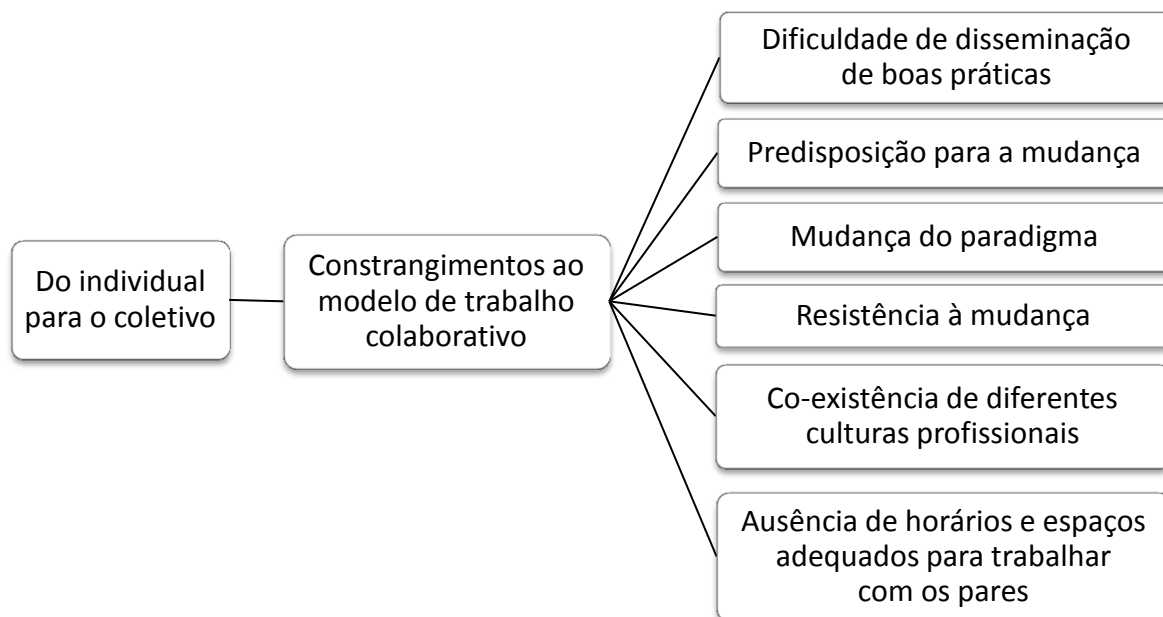 Do individual
para o coletivo
Constrangimentos ao
modelo de trabalho
colaborativo
Dificuldade de disseminação
de boas práticas
Predisposição para a mudança
Mudança do paradigma
Resistência à mudança
Co-existência de diferentes
culturas profissionais
Ausência de horários e espaços
adequados para trabalhar
com os pares